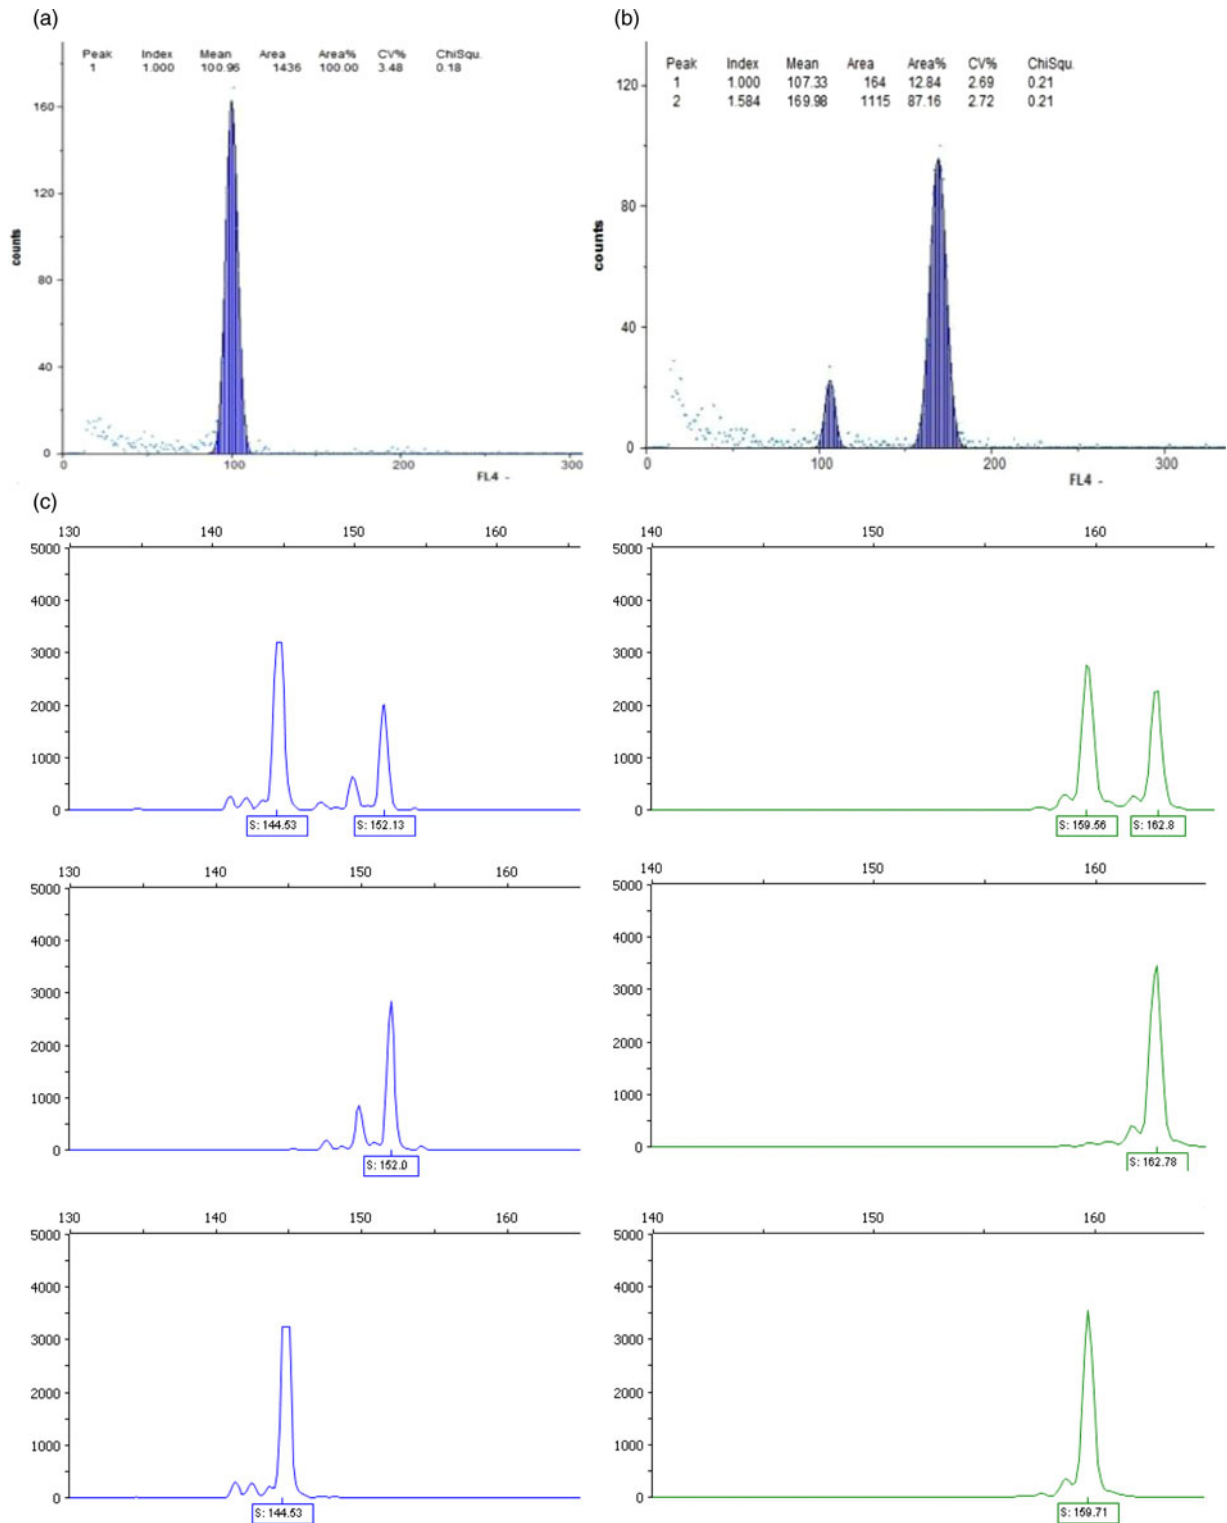 (a)
Peak Index Mean Area Area% CV% ChiSqu.
1 1.000 100.96 1436 100.00 3.48 0.18
160
120
80
40
0
counts
0 100 200 300
FL4 -
(b)
Peak Index Mean Area Area% CV% ChiSqu.
1 1.000 107.33 164 12.84 2.69 0.21
2 1.584 169.98 1115 87.16 2.72 0.21
120
80
40
0
counts
0 100 200 300
FL4 -
(c)
130 140 150 160
5000
4000
3000
2000
1000
0
S: 144.53 S: 152.13
140 150 160
5000
4000
3000
2000
1000
0
S: 159.56 S: 162.8
130 140 150 160
5000
4000
3000
2000
1000
0
S: 152.0
140 150 160
5000
4000
3000
2000
1000
0
S: 162.78
130 140 150 160
5000
4000
3000
2000
1000
0
S: 144.53
140 150 160
5000
4000
3000
2000
1000
0
S: 159.71